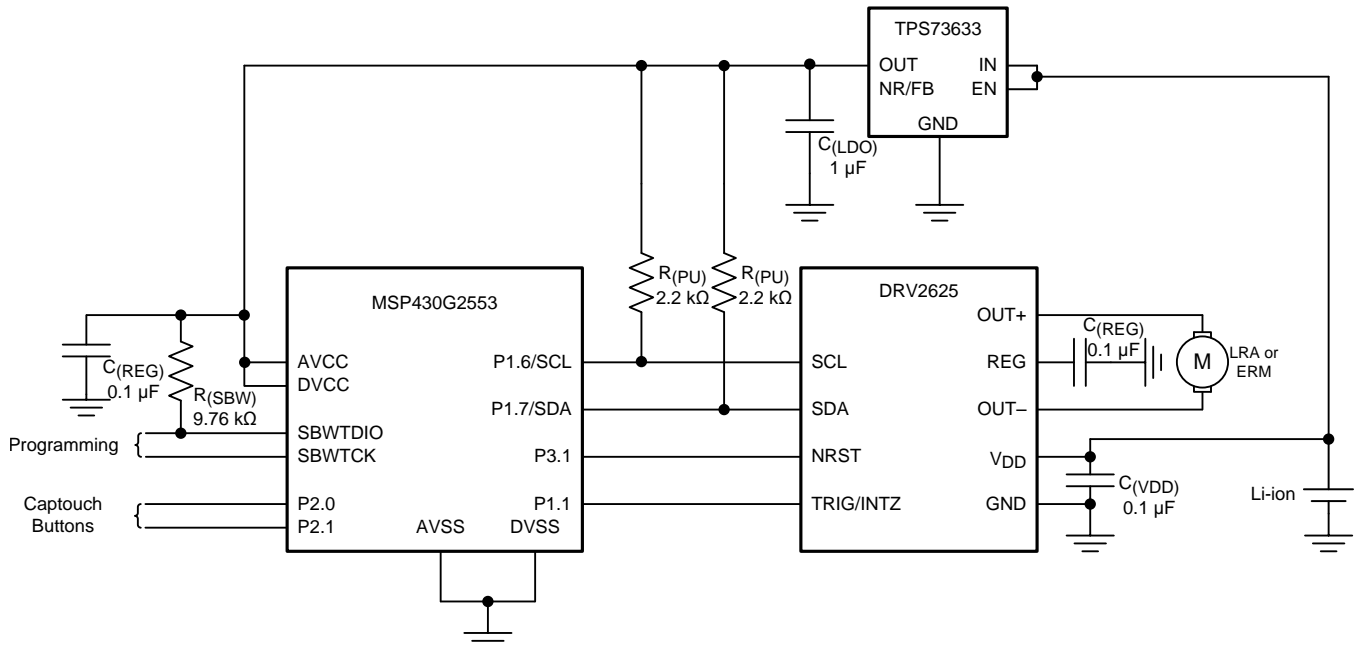 TPS73633
OUT
IN
NR/FB
EN
GND
C(LDO)
1 µF
R(PU)
2.2 kΩ
R(PU)
2.2 kΩ
MSP430G2553
DRV2625
OUT+
C(REG)
0.1 µF
LRA or
ERM
M
AVCC
P1.6/SCL
SCL
REG
C(REG)
0.1 µF
DVCC
R(SBW)
9.76 kΩ
P1.7/SDA
SDA
OUT–
Programming
SBWTDIO
SBWTCK
P3.1
NRST
VDD
C(VDD)
0.1 µF
Li-ion
Captouch
Buttons
P2.0
P2.1
P1.1
TRIG/INTZ
GND
AVSS
DVSS